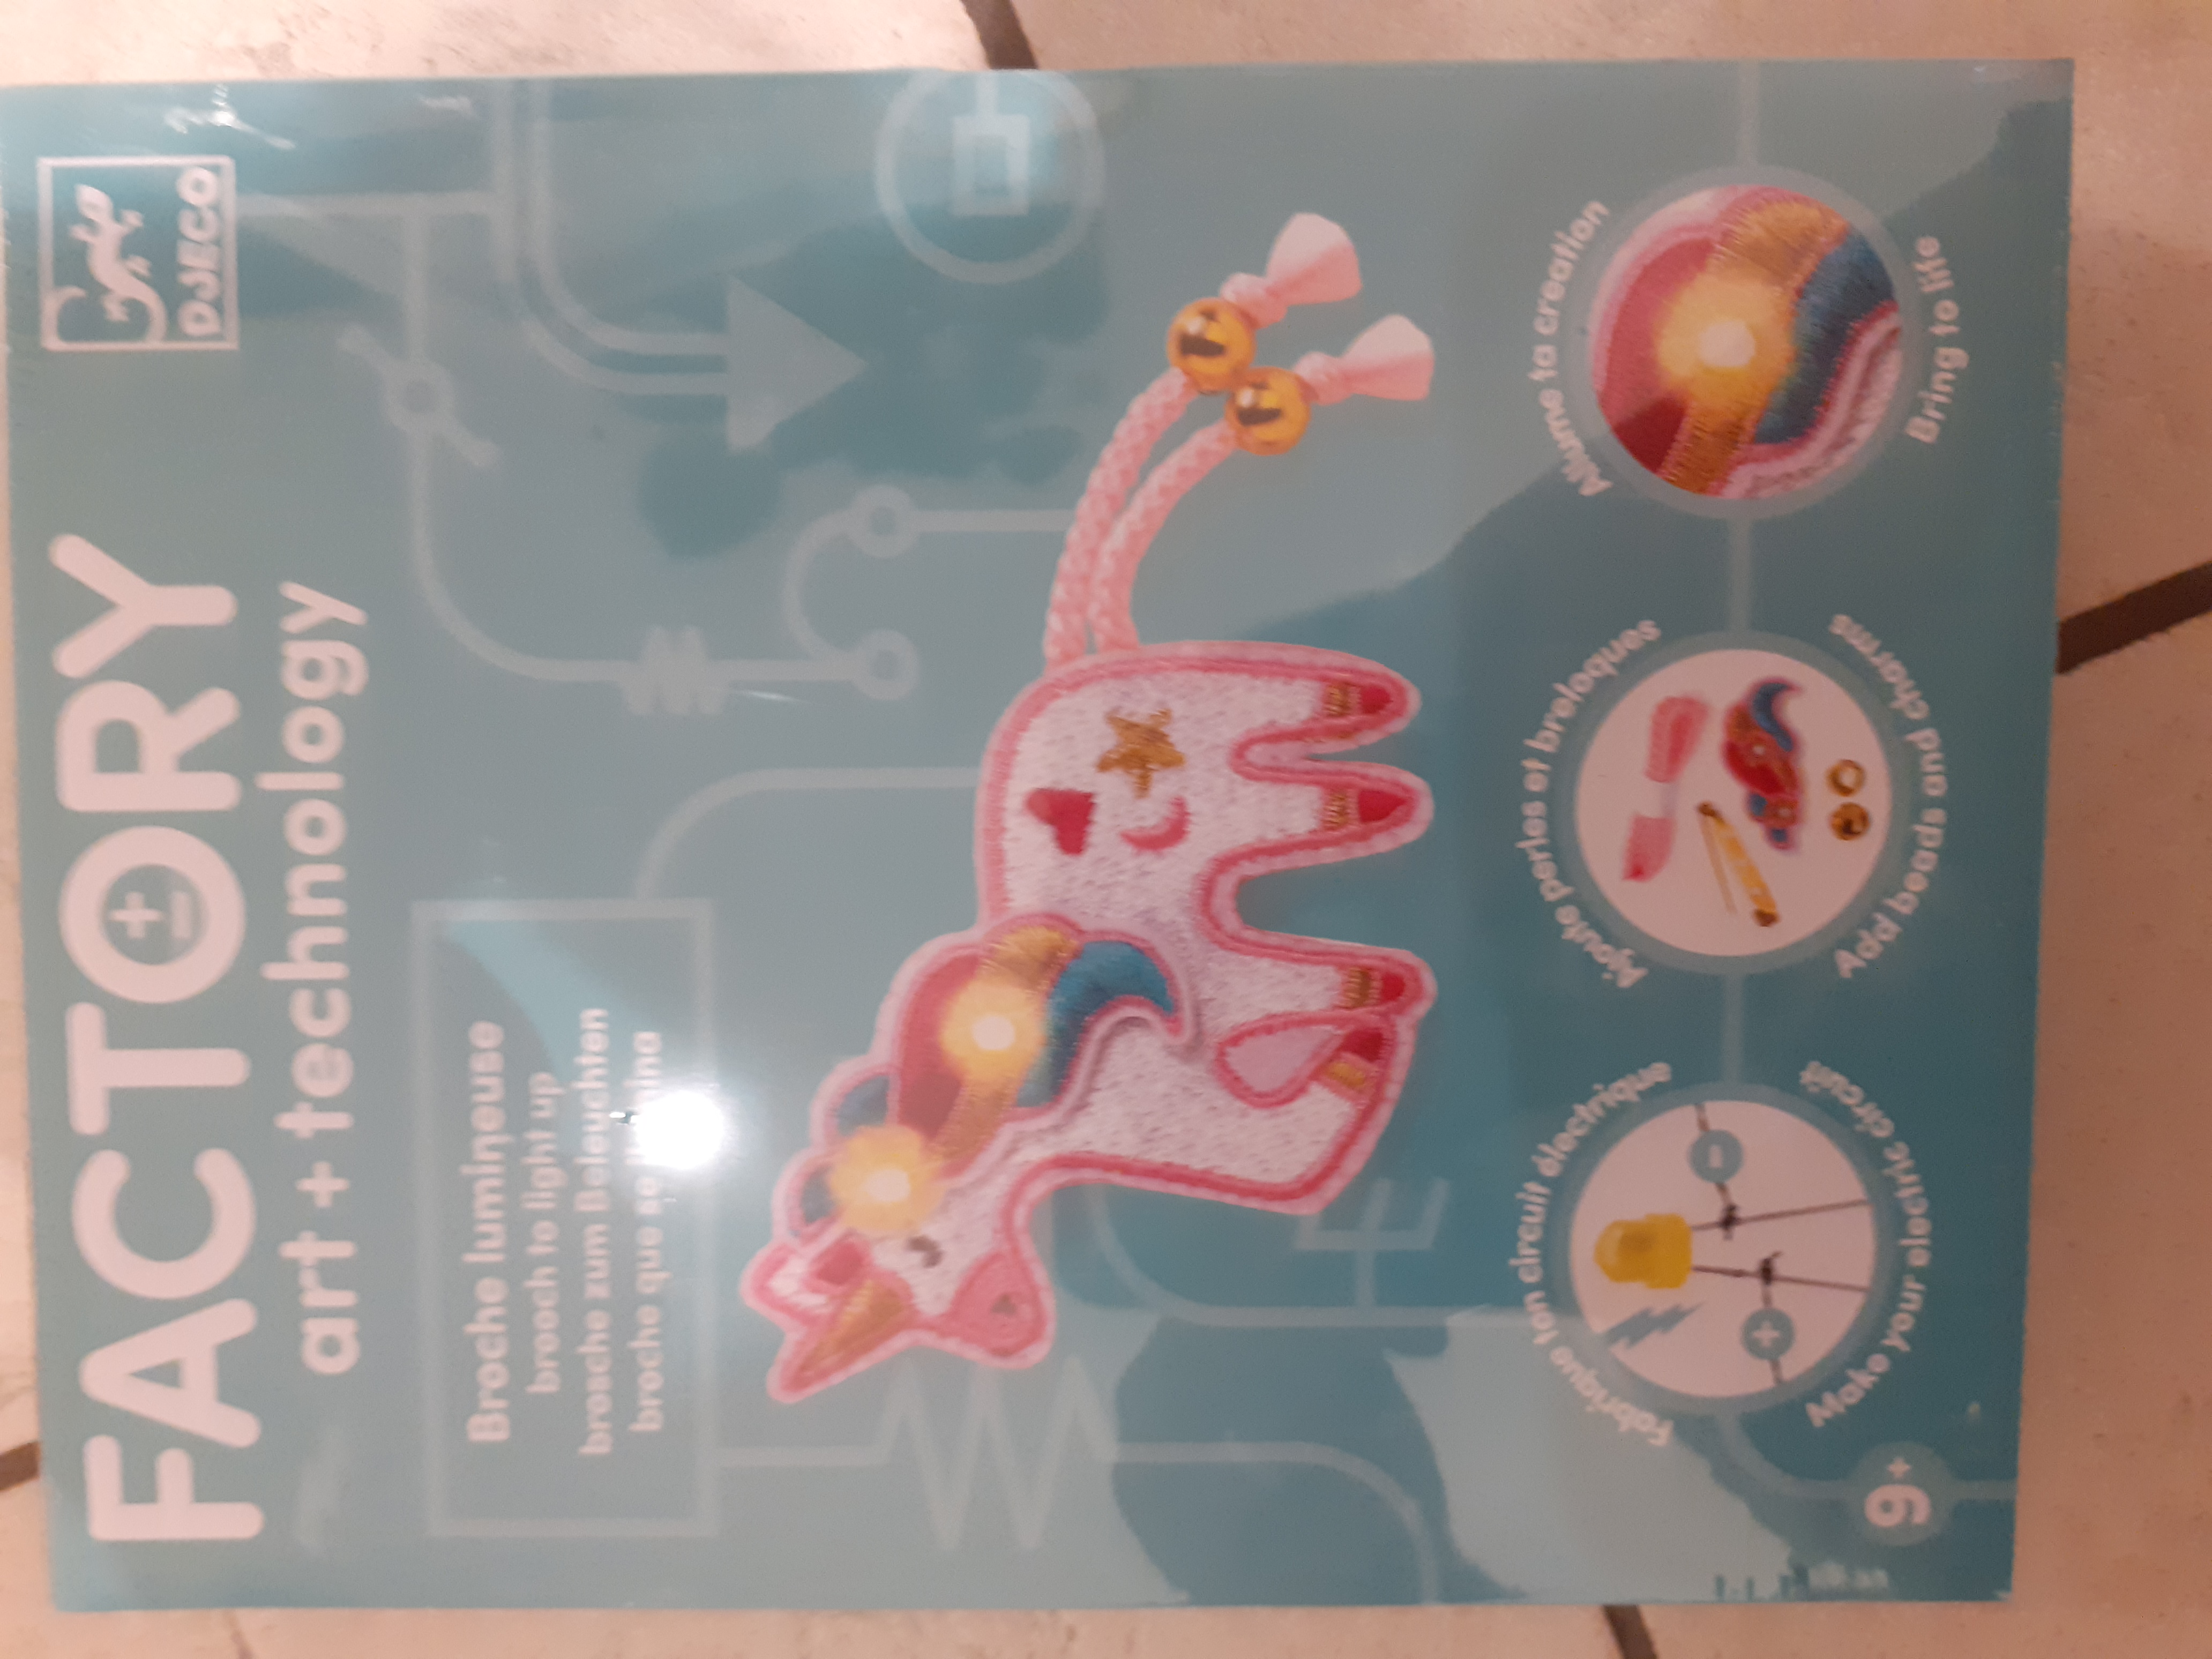 FACTORY
DJECO
art + technology
Broche lumineuse
brooch to light up
brosche zum Beleuchten
broche que se
Fabrique ton circuit électrique
Make your electric circuit
Ajoute perles et breloques
Add beads and charms
Allume ta creation
Bring to life
9+